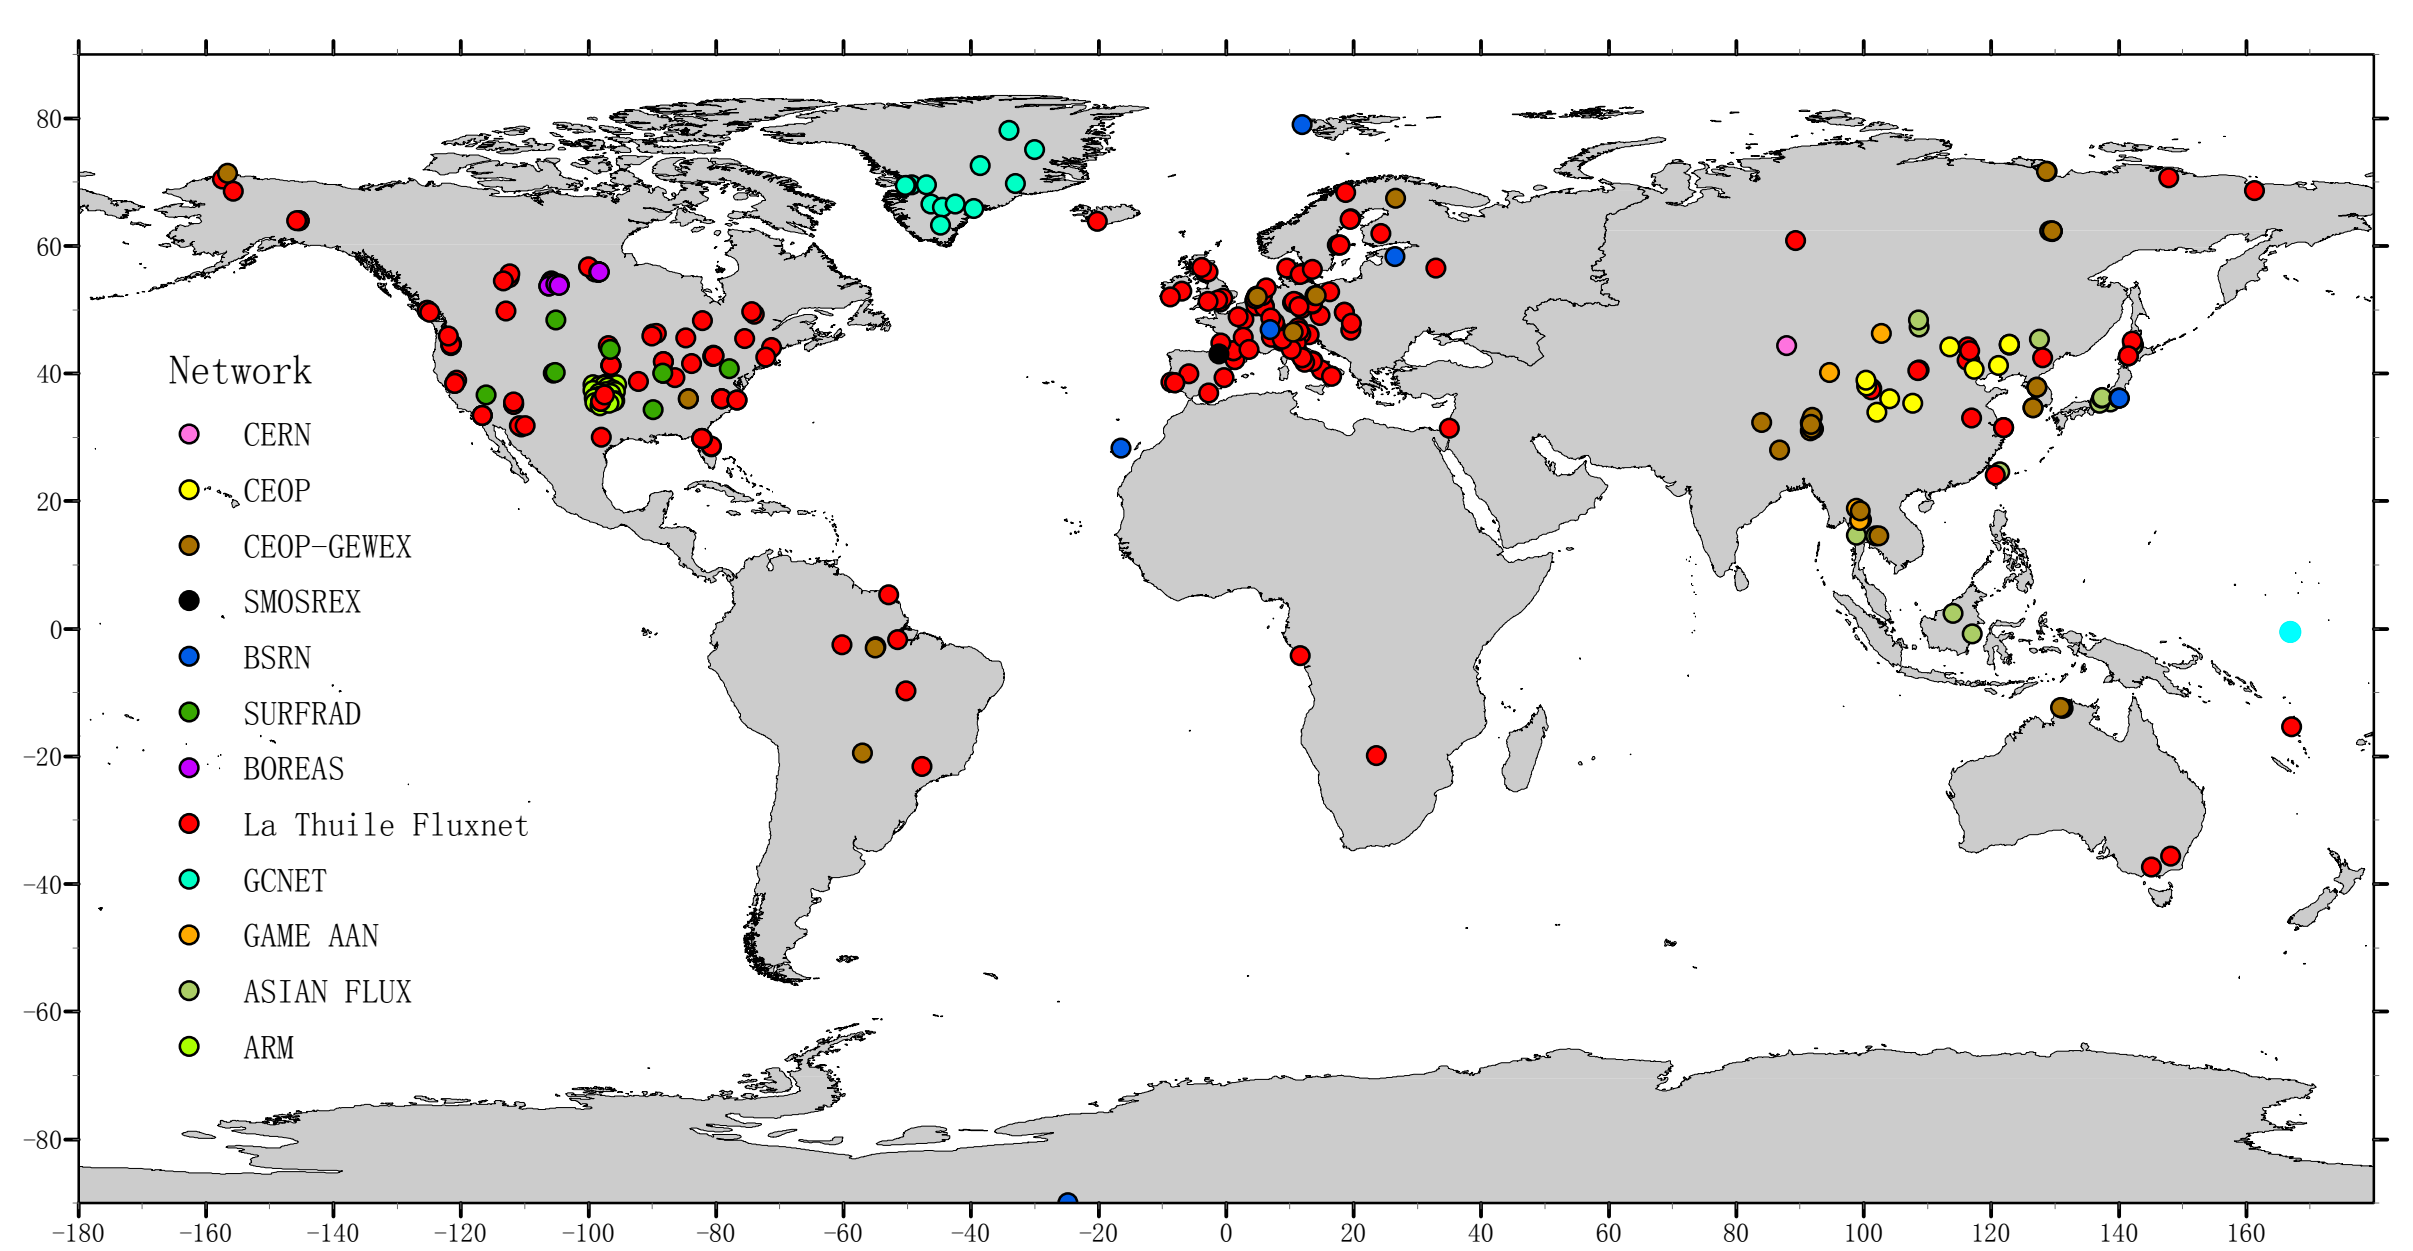 80
60
40
20
0
-20
-40
-60
-80
Network
CERN
CEOP
CEOP-GEWEX
SMOSREX
BSRN
SURFRAD
BOREAS
La Thuile Fluxnet
GCNET
GAME AAN
ASIAN FLUX
ARM
-180 -160 -140 -120 -100 -80 -60 -40 -20 0 20 40 60 80 100 120 140 160